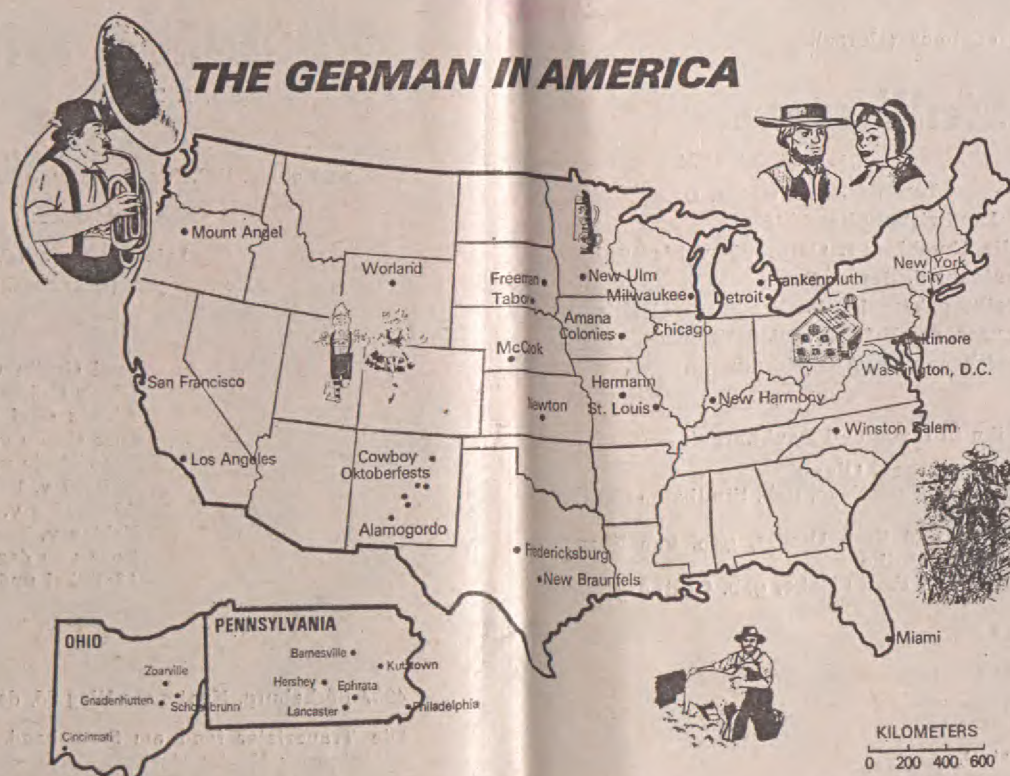 THE GERMAN IN AMERICA
Mount Angel
Worland
Freeman
Tabor
New Ulm
Milwaukee
Frankenmuth
Detroit
New York
City
Amana
Colonies
Chicago
McCook
Baltimore
Washington, D.C.
San Francisco
Hermann
St. Louis
New Harmony
Newton
Winston Salem
Los Angeles
Cowboy
Oktoberfests
Alamogordo
Fredericksburg
New Braunfels
Miami
OHIO
Zoarville
Gnadenhutten
Schoenbrunn
Cincinnati
PENNSYLVANIA
Barnesville
Kutztown
Hershey
Ephrata
Lancaster
Philadelphia
KILOMETERS
0 200 400 600